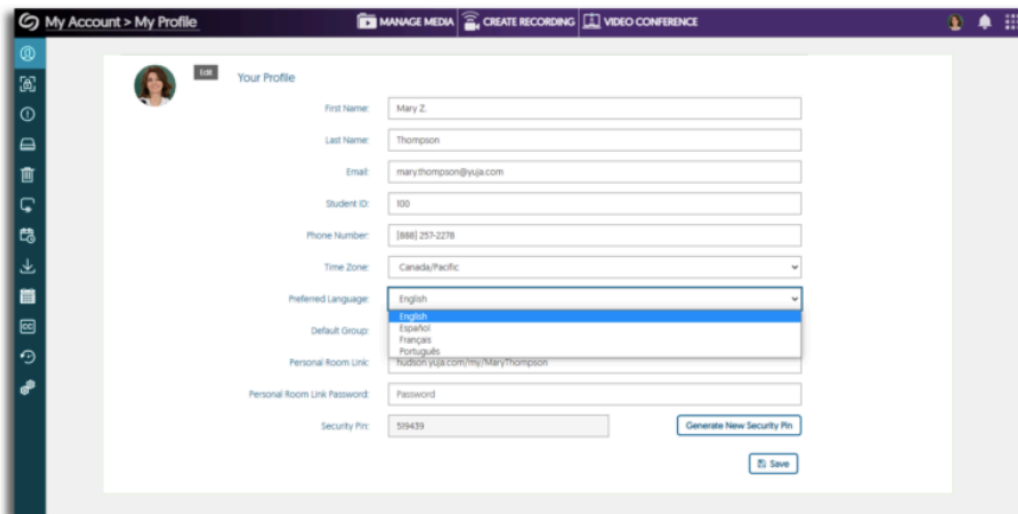 My Account > My Profile
MANAGE MEDIA
CREATE RECORDING
VIDEO CONFERENCE
Edit
Your Profile
First Name: Mary Z.
Last Name: Thompson
Email: mary.thompson@yuja.com
Student ID: 100
Phone Number: [888] 257-2278
Time Zone: Canada/Pacific
Preferred Language: English
English
Español
Français
Português
Default Group:
Personal Room Link: hudson.yuja.com/my/MaryThompson
Personal Room Link Password: Password
Security Pin: 519439
Generate New Security Pin
Save
CC